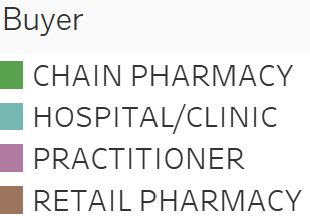 Buyer
CHAIN PHARMACY
HOSPITAL/CLINIC
PRACTITIONER
RETAIL PHARMACY